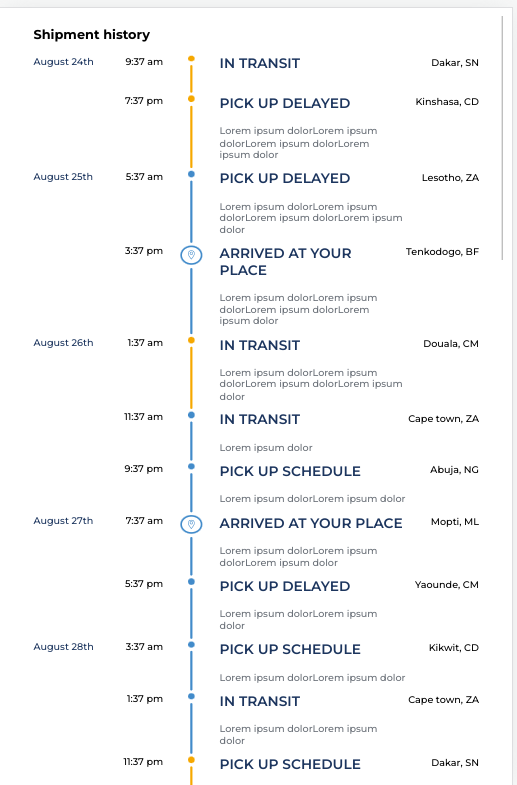 Shipment history
August 24th 9:37 am IN TRANSIT Dakar, SN
7:37 pm PICK UP DELAYED Kinshasa, CD
Lorem ipsum dolorLorem ipsum
dolorLorem ipsum dolorLorem
ipsum dolor
August 25th 5:37 am PICK UP DELAYED Lesotho, ZA
Lorem ipsum dolorLorem ipsum
dolorLorem ipsum dolorLorem ipsum
dolor
3:37 pm ARRIVED AT YOUR Tenkodogo, BF
PLACE
Lorem ipsum dolorLorem ipsum
dolorLorem ipsum dolorLorem
ipsum dolor
August 26th 1:37 am IN TRANSIT Douala, CM
Lorem ipsum dolorLorem ipsum
dolorLorem ipsum dolorLorem ipsum
dolor
11:37 am IN TRANSIT Cape town, ZA
Lorem ipsum dolor
9:37 pm PICK UP SCHEDULE Abuja, NG
Lorem ipsum dolorLorem ipsum dolor
August 27th 7:37 am ARRIVED AT YOUR PLACE Mopti, ML
Lorem ipsum dolorLorem ipsum
dolorLorem ipsum dolor
5:37 pm PICK UP DELAYED Yaounde, CM
Lorem ipsum dolorLorem ipsum
dolor
August 28th 3:37 am PICK UP SCHEDULE Kikwit, CD
Lorem ipsum dolorLorem ipsum dolor
1:37 pm IN TRANSIT Cape town, ZA
Lorem ipsum dolorLorem ipsum
dolor
11:37 pm PICK UP SCHEDULE Dakar, SN